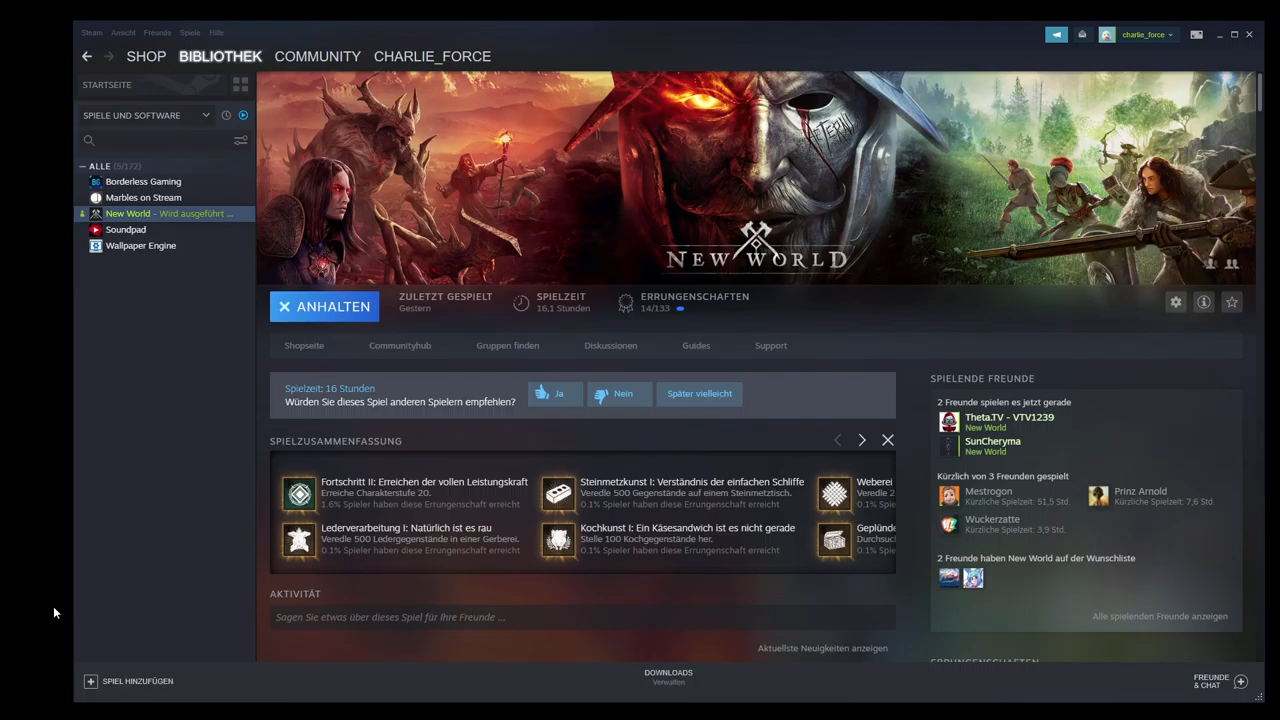 Steam Ansicht Freunde Spiele Hilfe
charlie_force
SHOP BIBLIOTHEK COMMUNITY CHARLIE_FORCE
STARTSEITE
SPIELE UND SOFTWARE
ALLE (5/172)
Borderless Gaming
Marbles on Stream
New World - Wird ausgeführt ...
Soundpad
Wallpaper Engine
AETERNUM
NEW WORLD
ANHALTEN
ZULETZT GESPIELT
Gestern
SPIELZEIT
16,1 Stunden
ERRUNGENSCHAFTEN
14/133
Shopseite Communityhub Gruppen finden Diskussionen Guides Support
Spielzeit: 16 Stunden
Würden Sie dieses Spiel anderen Spielern empfehlen?
Ja Nein Später vielleicht
SPIELZUSAMMENFASSUNG
Fortschritt II: Erreichen der vollen Leistungskraft
Erreiche Charakterstufe 20.
1.6% Spieler haben diese Errungenschaft erreicht
Steinmetzkunst I: Verständnis der einfachen Schliffe
Veredle 500 Gegenstände auf einem Steinmetztisch.
0.1% Spieler haben diese Errungenschaft erreicht
Weberei
Veredle 2
0.1% Spie
Lederverarbeitung I: Natürlich ist es rau
Veredle 500 Ledergegenstände in einer Gerberei.
0.1% Spieler haben diese Errungenschaft erreicht
Kochkunst I: Ein Käsesandwich ist es nicht gerade
Stelle 100 Kochgegenstände her.
0.1% Spieler haben diese Errungenschaft erreicht
Geplünde
Durchsuc
0.1% Spie
AKTIVITÄT
Sagen Sie etwas über dieses Spiel für Ihre Freunde ...
Aktuellste Neuigkeiten anzeigen
SPIELENDE FREUNDE
2 Freunde spielen es jetzt gerade
Theta.TV - VTV1239
New World
SunCheryma
New World
Kürzlich von 3 Freunden gespielt
Mestrogon
Kürzliche Spielzeit: 51,5 Std.
Prinz Arnold
Kürzliche Spielzeit: 7,6 Std.
Wuckerzatte
Kürzliche Spielzeit: 3,9 Std.
2 Freunde haben New World auf der Wunschliste
Alle spielenden Freunde anzeigen
ERRUNGENSCHAFTEN
SPIEL HINZUFÜGEN
DOWNLOADS
Verwalten
FREUNDE
& CHAT